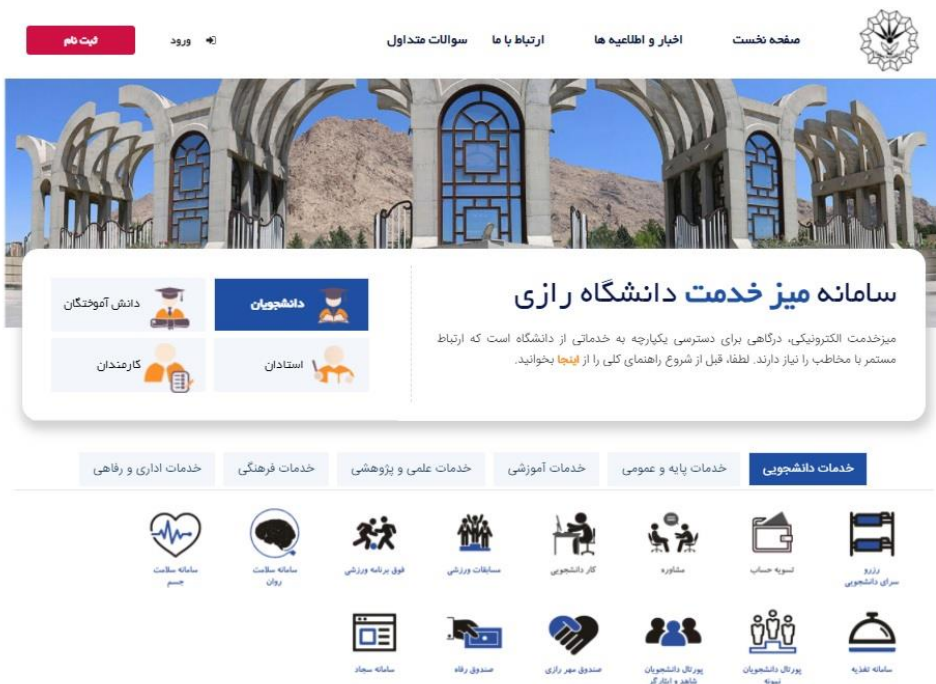 صفحه نخست
اخبار و اطلاعیه ها
ارتباط با ما
سوالات متداول
ورود
ثبت نام
سامانه میز خدمت دانشگاه رازی
میزخدمت الکترونیکی، درگاهی برای دسترسی یکپارچه به خدماتی از دانشگاه است که ارتباط
مستمر با مخاطب را نیاز دارند. لطفا، قبل از شروع راهنمای کلی را از اینجا بخوانید.
دانشجویان
دانش آموختگان
استادان
کارمندان
خدمات دانشجویی
خدمات پایه و عمومی
خدمات آموزشی
خدمات علمی و پژوهشی
خدمات فرهنگی
خدمات اداری و رفاهی
رزرو
سرای دانشجویی
تسویه حساب
مشاوره
کار دانشجویی
مسابقات ورزشی
فوق برنامه ورزشی
سامانه سلامت
روان
سامانه سلامت
جسم
سامانه تغذیه
پورتال دانشجویان
نمونه
پورتال دانشجویان
شاهد و ایثارگر
صندوق مهر رازی
صندوق رفاه
سامانه سجاد